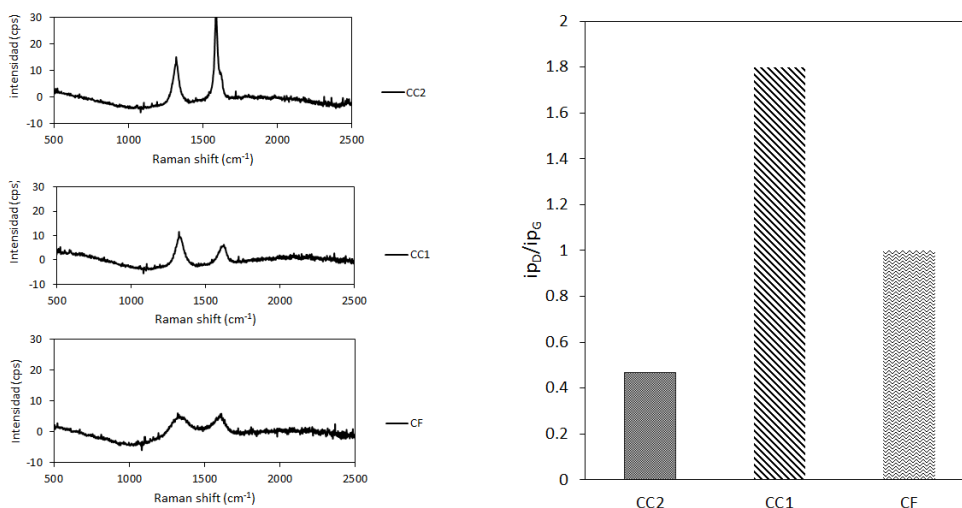 30
20
10
0
-10
intensidad (cps)
500 1000 1500 2000 2500
Raman shift (cm⁻¹)
CC2
30
20
10
0
-10
Intensidad (cps)
500 1000 1500 2000 2500
Raman shift (cm⁻¹)
CC1
30
20
10
0
-10
Intensidad (cps)
500 1000 1500 2000 2500
Raman shift (cm⁻¹)
CF
2
1.8
1.6
1.4
1.2
1
0.8
0.6
0.4
0.2
0
ip_D/ip_G
CC2 CC1 CF